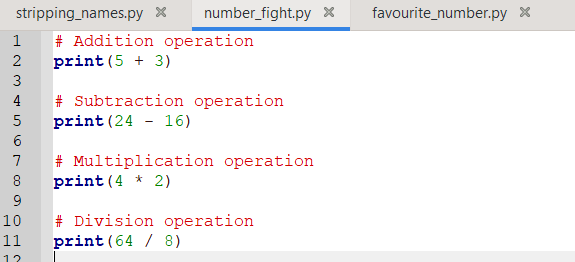 stripping_names.py ✖ number_fight.py ✖ favourite_number.py ✖
1 # Addition operation
2 print(5 + 3)
3
4 # Subtraction operation
5 print(24 - 16)
6
7 # Multiplication operation
8 print(4 * 2)
9
10 # Division operation
11 print(64 / 8)
12